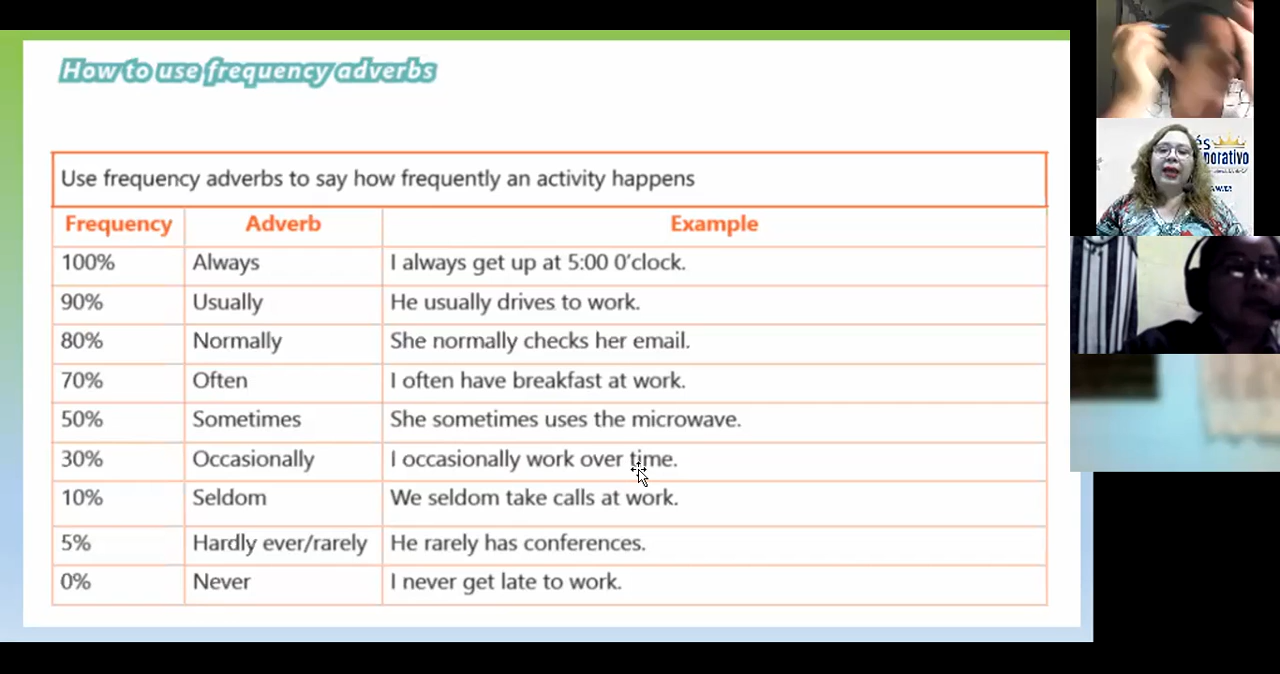 How to use frequency adverbs
Use frequency adverbs to say how frequently an activity happens
Frequency Adverb Example
100% Always I always get up at 5:00 0'clock.
90% Usually He usually drives to work.
80% Normally She normally checks her email.
70% Often I often have breakfast at work.
50% Sometimes She sometimes uses the microwave.
30% Occasionally I occasionally work over time.
10% Seldom We seldom take calls at work.
5% Hardly ever/rarely He rarely has conferences.
0% Never I never get late to work.
és
porativo